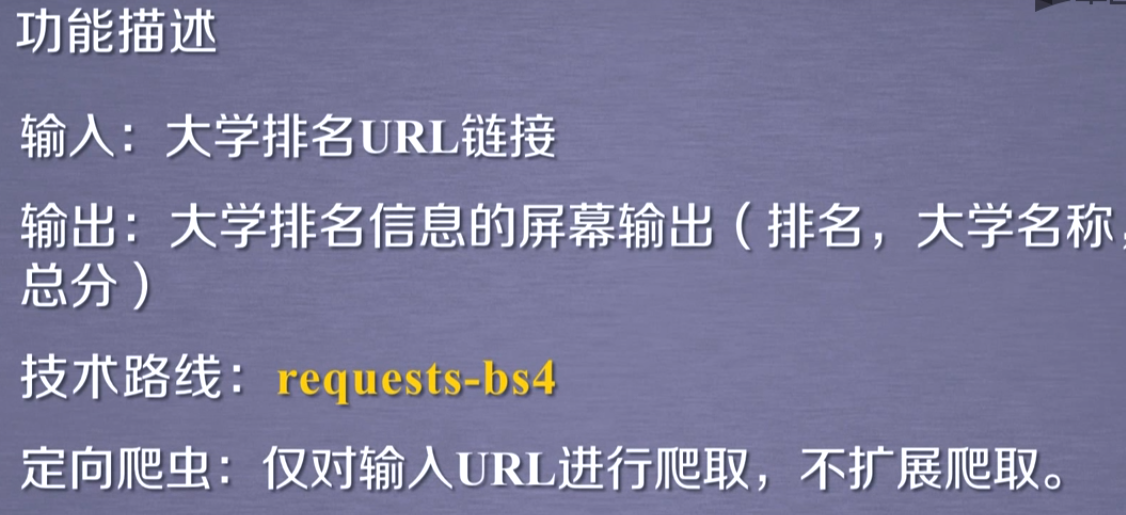 功能描述
输入：大学排名URL链接
输出：大学排名信息的屏幕输出（排名，大学名称，
总分）
技术路线：requests-bs4
定向爬虫：仅对输入URL进行爬取，不扩展爬取。